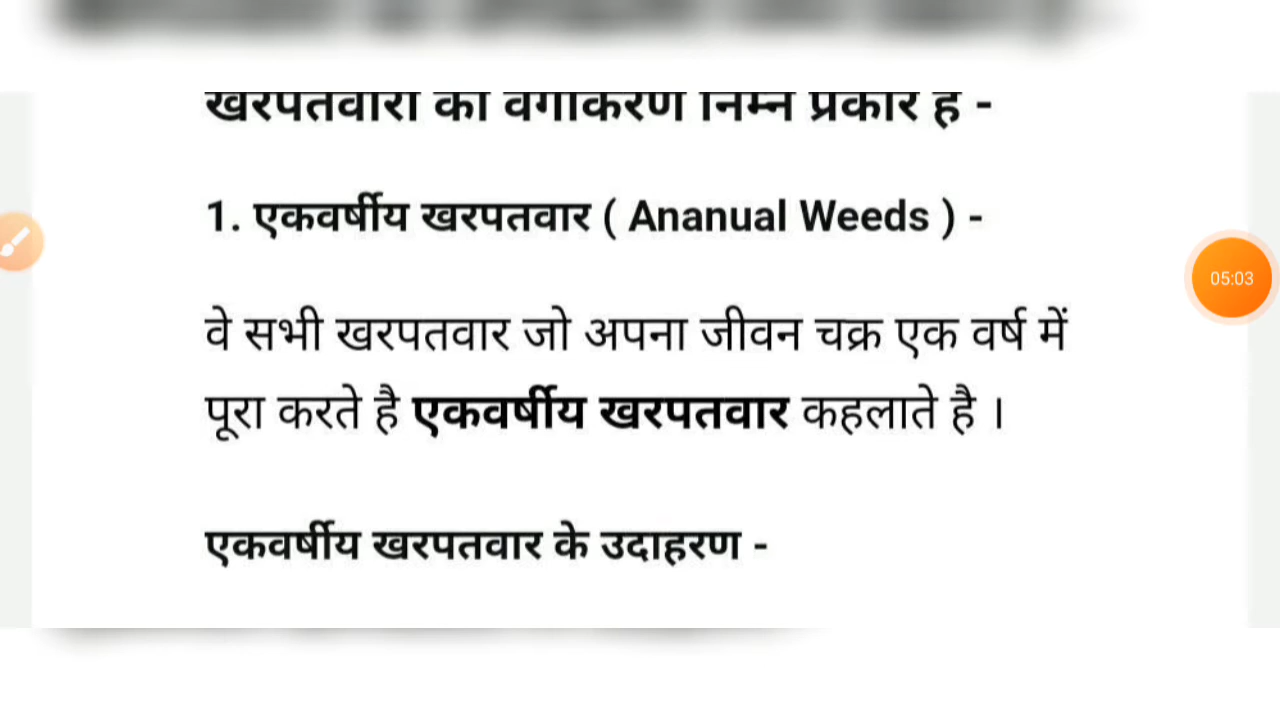 खरपतवारों का वर्गीकरण निम्न प्रकार है -
1. एकवर्षीय खरपतवार ( Ananual Weeds ) -
वे सभी खरपतवार जो अपना जीवन चक्र एक वर्ष में
पूरा करते है एकवर्षीय खरपतवार कहलाते है ।
एकवर्षीय खरपतवार के उदाहरण -
05:03